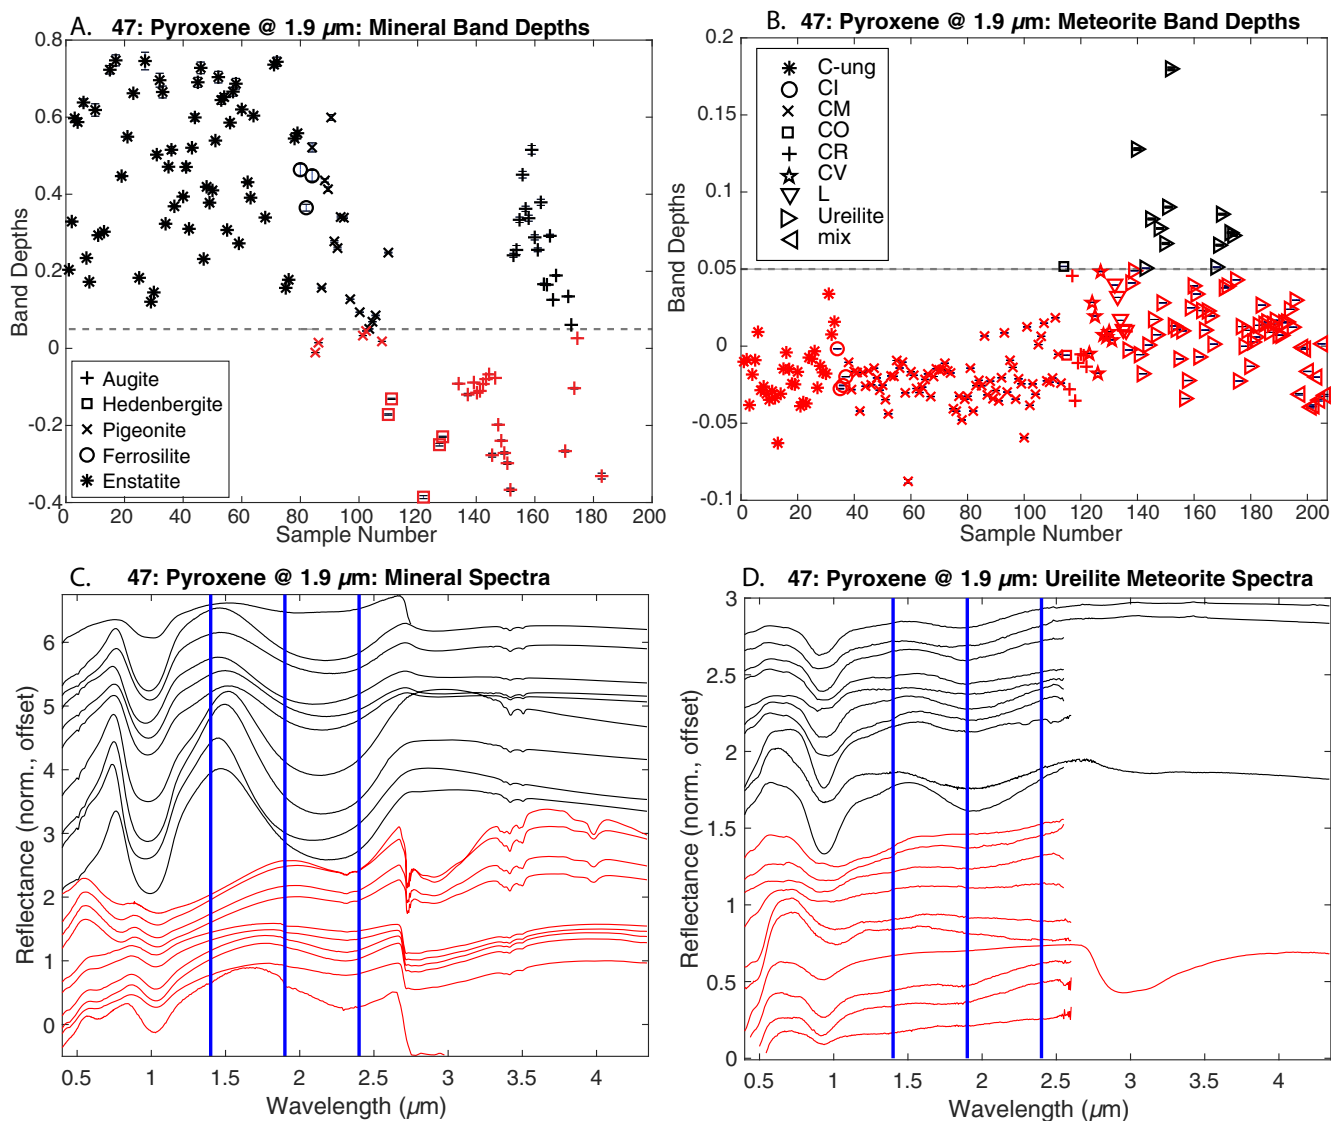 A. 47: Pyroxene @ 1.9 µm: Mineral Band Depths
0.8
0.6
0.4
0.2
0
-0.2
-0.4
Band Depths
+ Augite
Hedenbergite
Pigeonite
Ferrosilite
Enstatite
0 20 40 60 80 100 120 140 160 180 200
Sample Number
B. 47: Pyroxene @ 1.9 µm: Meteorite Band Depths
0.2
0.15
0.1
0.05
0
-0.05
-0.1
Band Depths
C-ung
CI
CM
CO
CR
CV
L
Ureilite
mix
0 20 40 60 80 100 120 140 160 180 200
Sample Number
C. 47: Pyroxene @ 1.9 µm: Mineral Spectra
6
5
4
3
2
1
0
Reflectance (norm., offset)
0.5 1 1.5 2 2.5 3 3.5 4
Wavelength (µm)
D. 47: Pyroxene @ 1.9 µm: Ureilite Meteorite Spectra
3
2.5
2
1.5
1
0.5
0
Reflectance (norm., offset)
0.5 1 1.5 2 2.5 3 3.5 4
Wavelength (µm)